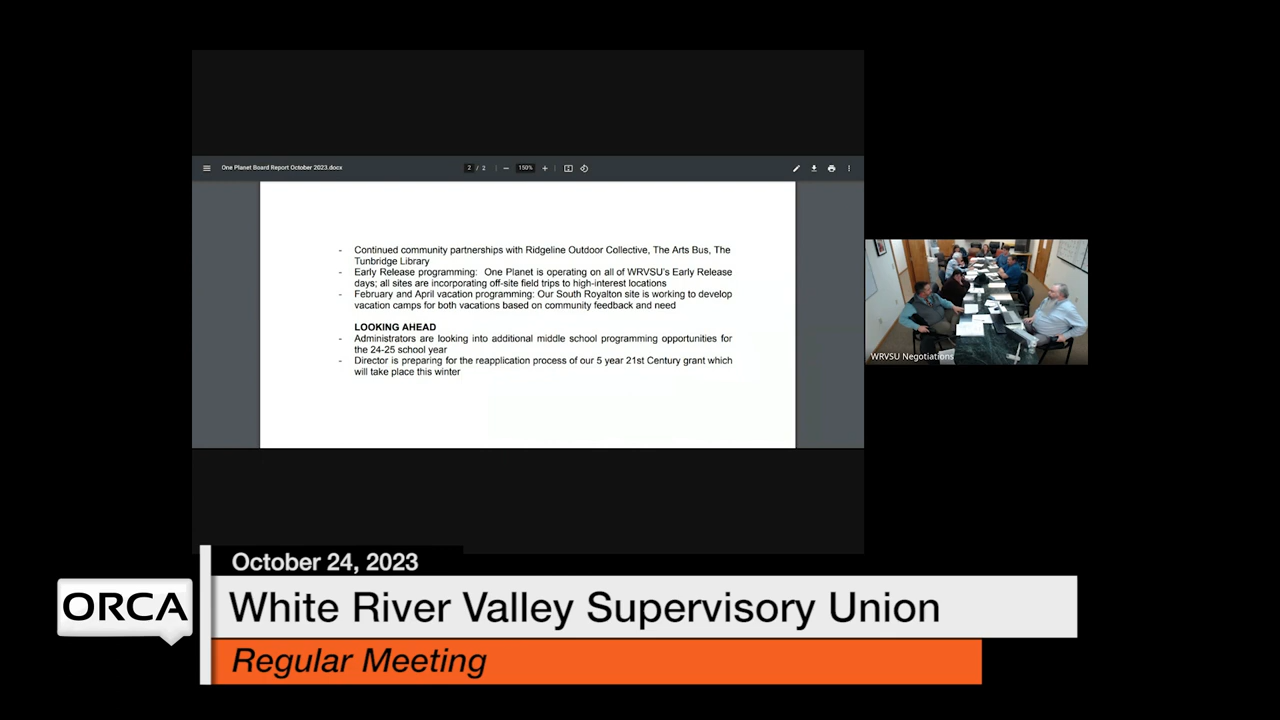 One Planet Board Report October 2023.docx
2 / 2
150%
- Continued community partnerships with Ridgeline Outdoor Collective, The Arts Bus, The
Tunbridge Library
- Early Release programming: One Planet is operating on all of WRVSU's Early Release
days; all sites are incorporating off-site field trips to high-interest locations
- February and April vacation programming: Our South Royalton site is working to develop
vacation camps for both vacations based on community feedback and need
LOOKING AHEAD
- Administrators are looking into additional middle school programming opportunities for
the 24-25 school year
- Director is preparing for the reapplication process of our 5 year 21st Century grant which
will take place this winter
WRVSU Negotiations
October 24, 2023
ORCA
White River Valley Supervisory Union
Regular Meeting